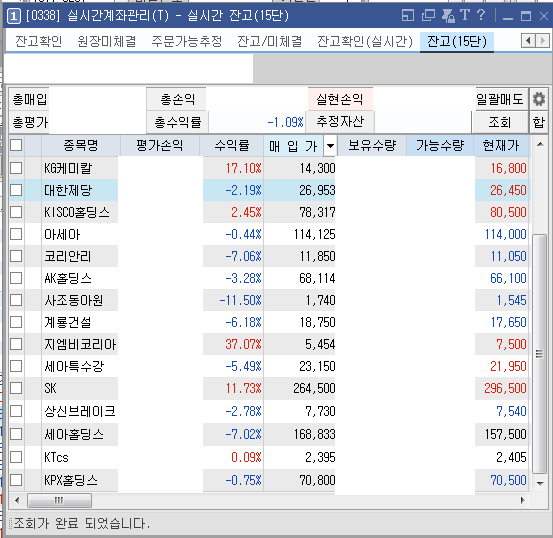 [0338] 실시간계좌관리(T) - 실시간 잔고(15단)
잔고확인 원장미체결 주문가능추정 잔고/미체결 잔고확인(실시간) 잔고(15단)
총매입 총손익 실현손익 일괄매도
총평가 총수익률 -1.09% 추정자산 조회 합
종목명 평가손익 수익률 매 입 가 보유수량 가능수량 현재가
KG케미칼 17.10% 14,300 16,800
대한제당 -2.19% 26,953 26,450
KISCO홀딩스 2.45% 78,317 80,500
아세아 -0.44% 114,125 114,000
코리안리 -7.06% 11,850 11,050
AK홀딩스 -3.28% 68,114 66,100
사조동아원 -11.50% 1,740 1,545
계룡건설 -6.18% 18,750 17,650
지엠비코리아 37.07% 5,454 7,500
세아특수강 -5.49% 23,150 21,950
SK 11.73% 264,500 296,500
상신브레이크 -2.78% 7,730 7,540
세아홀딩스 -7.02% 168,833 157,500
KTcs 0.09% 2,395 2,405
KPX홀딩스 -0.75% 70,800 70,500
조회가 완료 되었습니다.